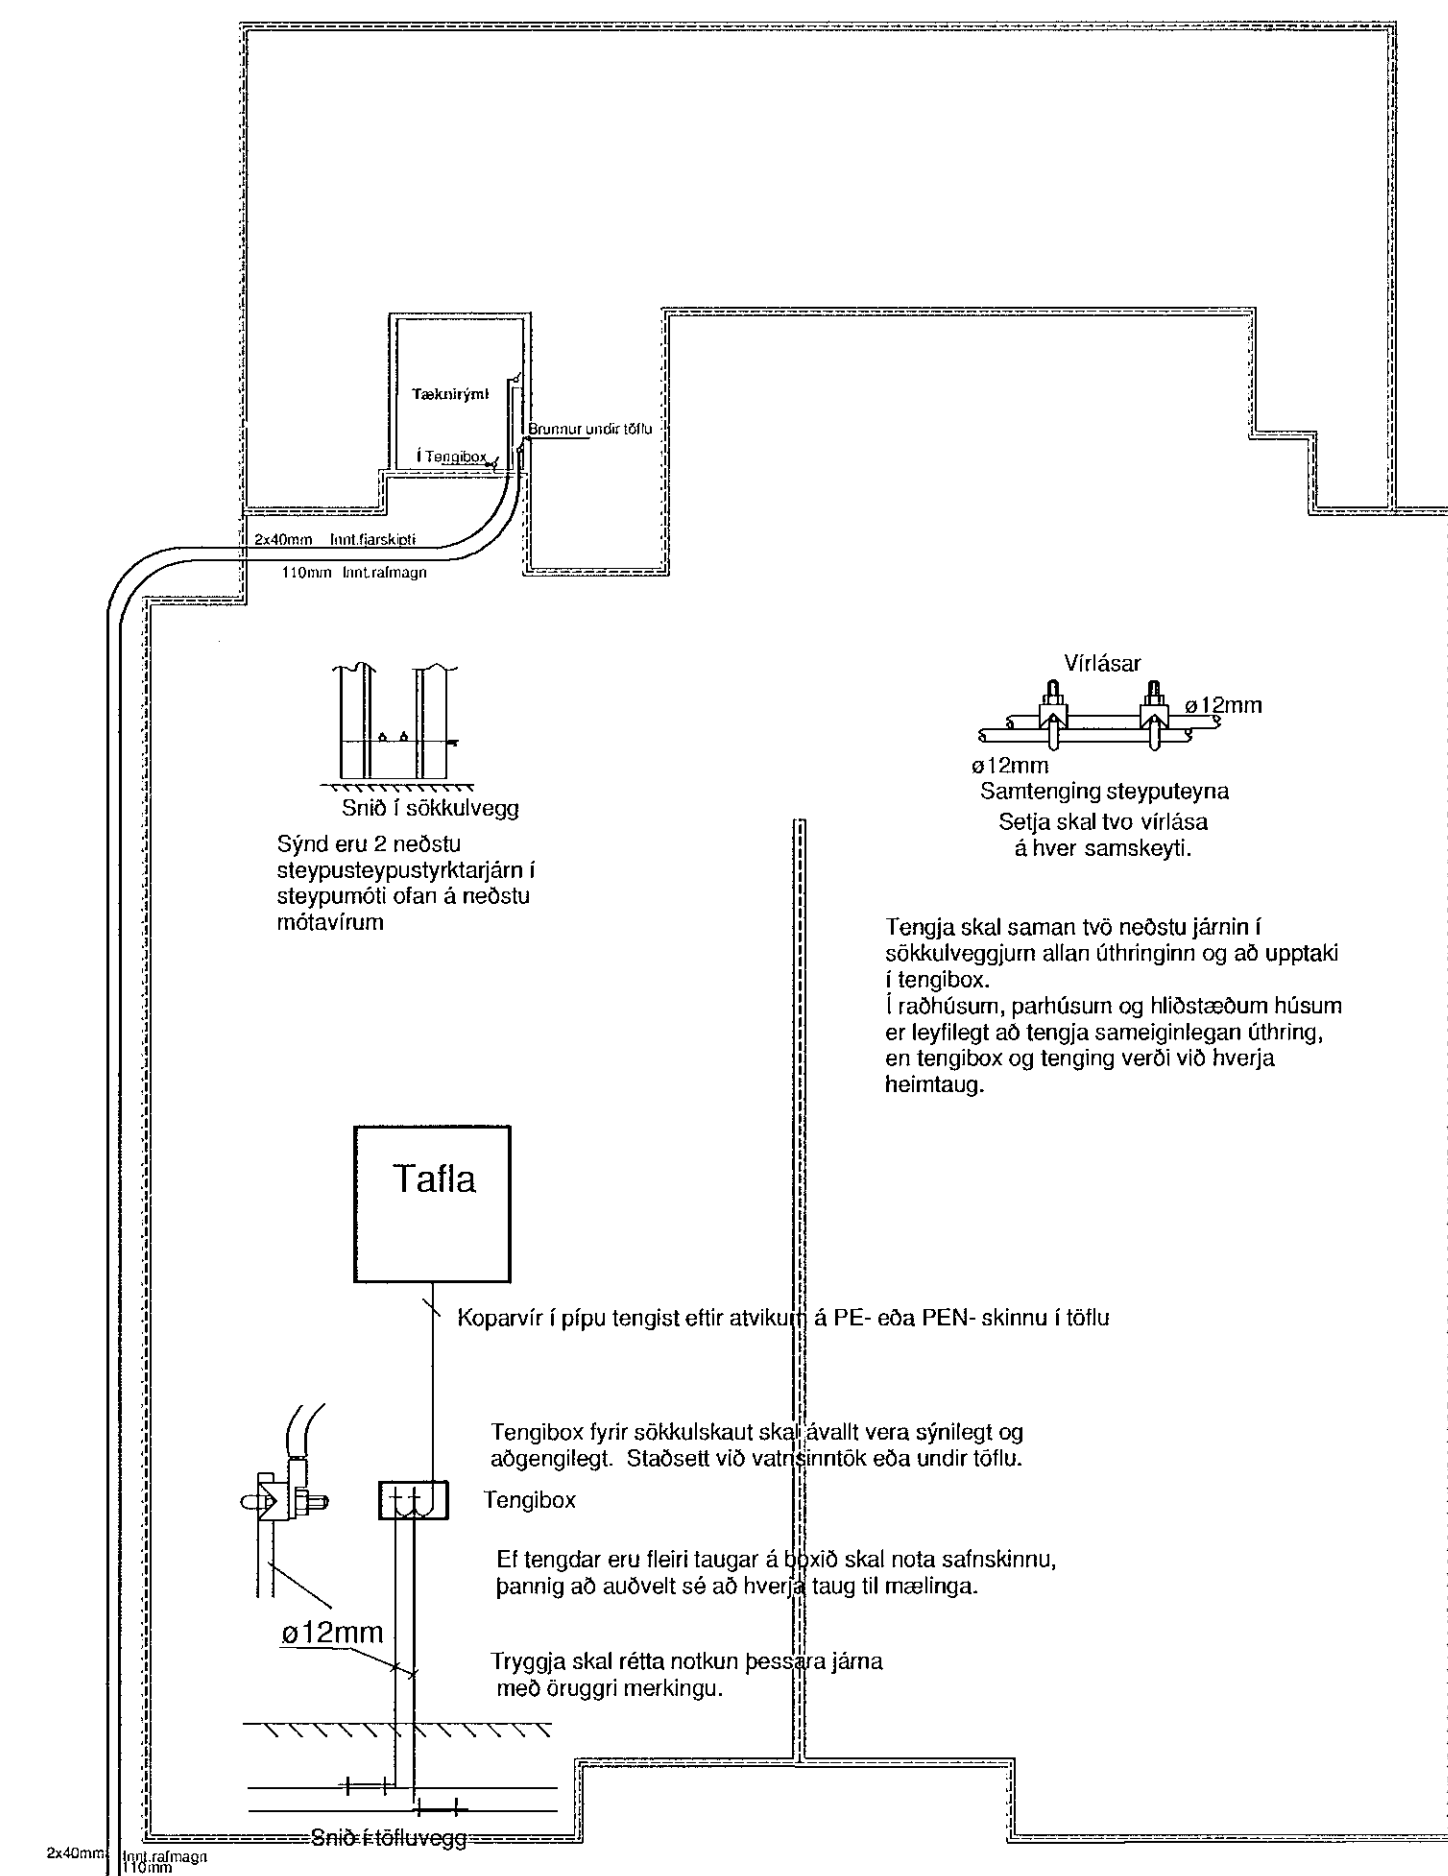 Tæknirými
Brunnur undir töflu
Í Tengibox
2x40mm Innt.fjarskipti
110mm Innt.rafmagn
Vírlásar
ø12mm
ø12mm
Samtenging steyputeyna
Setja skal tvo vírlása
á hver samskeyti.
Snið í sökkulvegg
Sýnd eru 2 neðstu
steypusteypustyrktarjárn í
steypumóti ofan á neðstu
mótavírum
Tengja skal saman tvö neðstu járnin í
sökkulveggjum allan úthringinn og að upptaki
í tengibox.
Í raðhúsum, parhúsum og hliðstæðum húsum
er leyfilegt að tengja sameiginlegan úthring,
en tengibox og tenging verði við hverja
heimtaug.
Tafla
Koparvír í pípu tengist eftir atvikum á PE- eða PEN- skinnu í töflu
Tengibox fyrir sökkulskaut skal ávallt vera sýnilegt og
aðgengilegt. Staðsett við vatnsinntök eða undir töflu.
Tengibox
Ef tengdar eru fleiri taugar á boxið skal nota safnskinnu,
þannig að auðvelt sé að hverja taug til mælinga.
ø12mm
Tryggja skal rétta notkun þessara járna
með öruggri merkingu.
Snið í töfluvegg
2x40mm
Innt.rafmagn
110mm